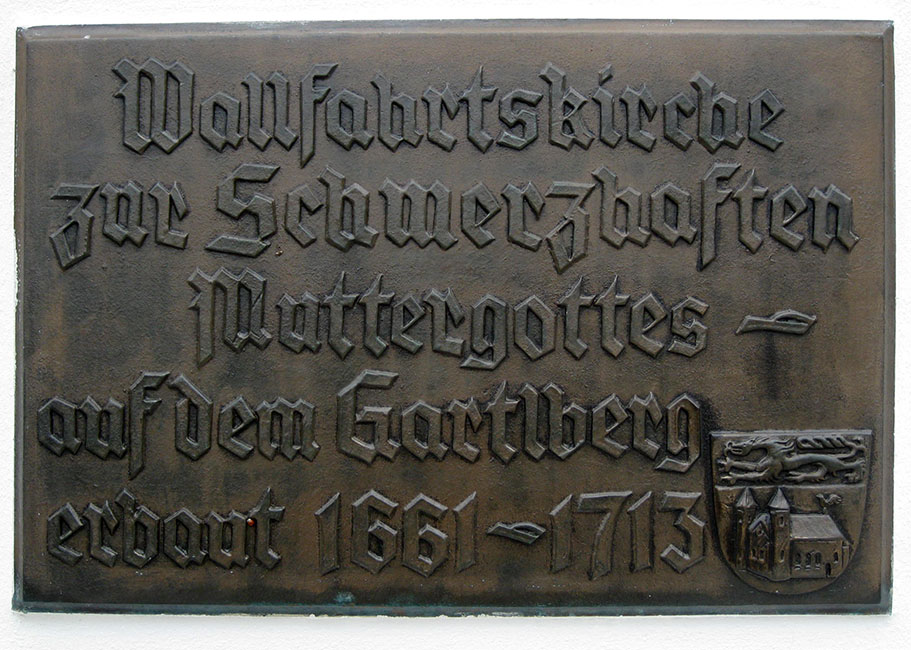 Wallfahrtskirche
zur Schmerzhaften
Muttergottes –
auf dem Gartlberg
erbaut 1661–1713